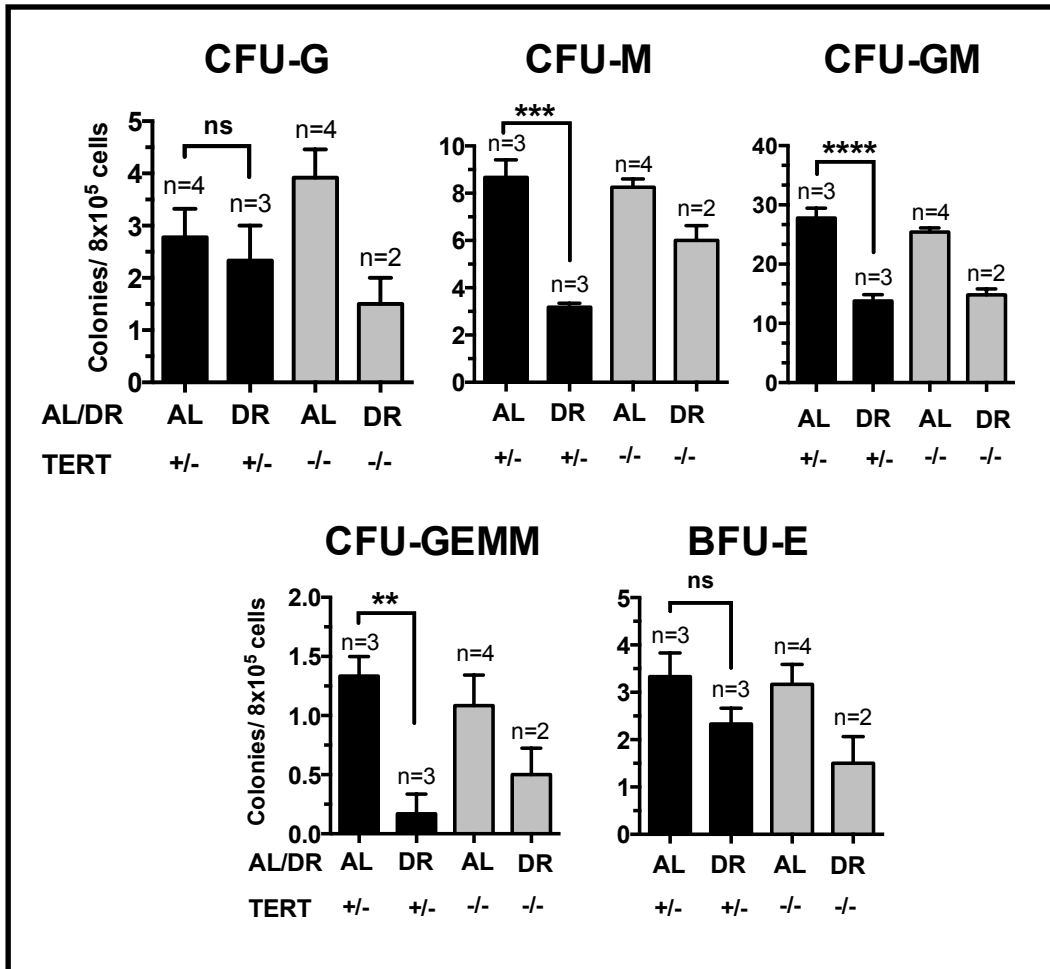 CFU-G
CFU-M
CFU-GM
Colonies/ 8x10⁵ cells
5
4
3
2
1
0
ns
n=4
n=3
n=4
n=2
10
8
6
4
2
0
***
n=3
n=3
n=4
n=2
40
30
20
10
0
****
n=3
n=3
n=4
n=2
AL/DR AL DR AL DR AL DR AL DR AL DR AL DR
TERT +/- +/- -/- -/- +/- +/- -/- -/- +/- +/- -/- -/-
CFU-GEMM
BFU-E
Colonies/ 8x10⁵ cells
2.0
1.5
1.0
0.5
0.0
**
n=3
n=3
n=4
n=2
5
4
3
2
1
0
ns
n=3
n=3
n=4
n=2
AL/DR AL DR AL DR AL DR AL DR
TERT +/- +/- -/- -/- +/- +/- -/- -/-